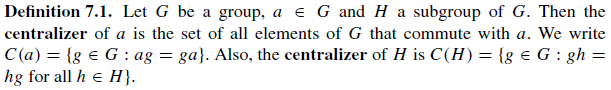 Definition 7.1. Let G be a group, a ϵ G and H a subgroup of G. Then the
centralizer of a is the set of all elements of G that commute with a. We write
C(a) = {g ϵ G : ag = ga}. Also, the centralizer of H is C(H) = {g ϵ G : gh =
hg for all h ϵ H}.